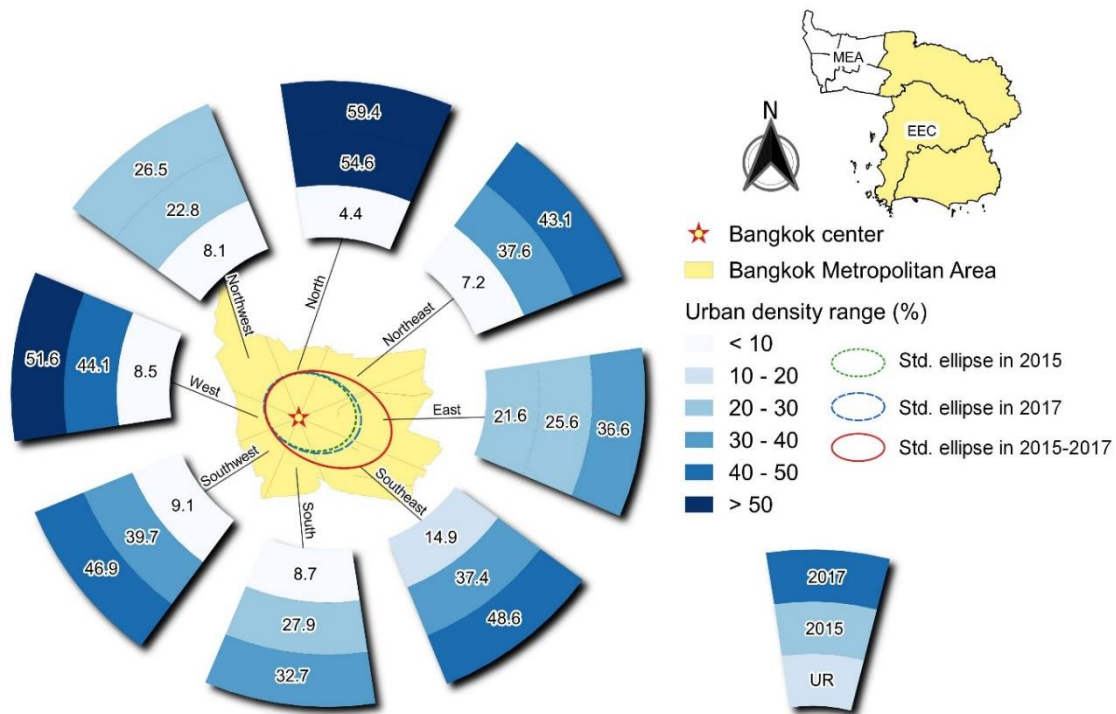 59.4
54.6
4.4
North
26.5
22.8
8.1
Northwest
43.1
37.6
7.2
Northeast
51.6
44.1
8.5
West
21.6
25.6
36.6
East
Southwest
9.1
39.7
46.9
South
8.7
27.9
32.7
Southeast
14.9
37.4
48.6
MEA
EEC
N
Bangkok center
Bangkok Metropolitan Area
Urban density range (%)
< 10
10 - 20
20 - 30
30 - 40
40 - 50
> 50
Std. ellipse in 2015
Std. ellipse in 2017
Std. ellipse in 2015-2017
2017
2015
UR